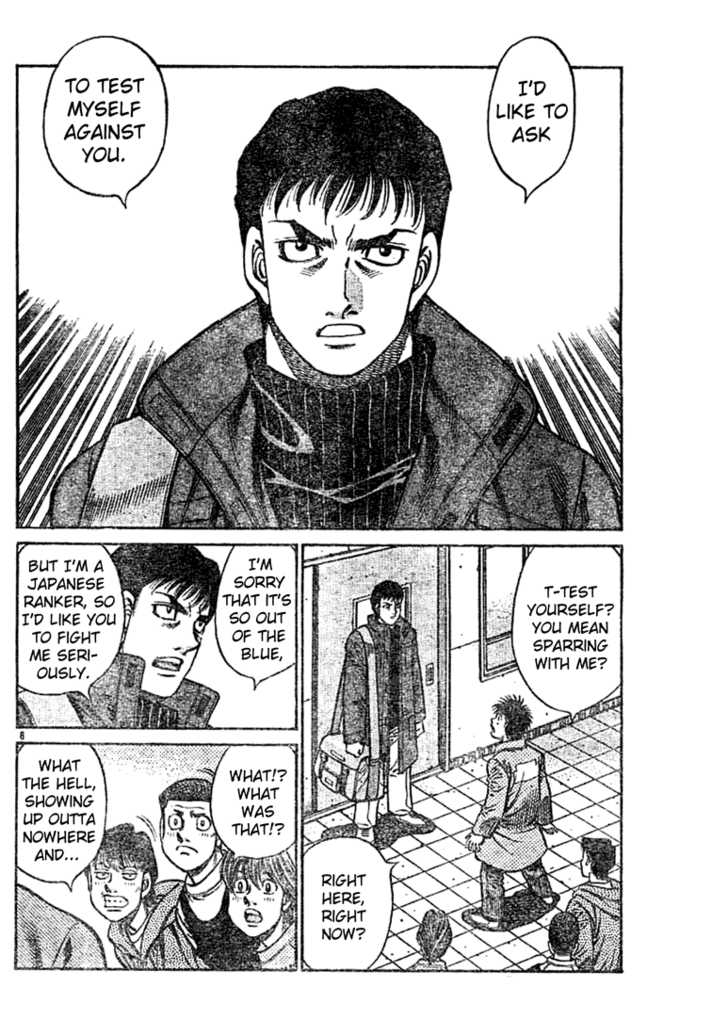 I'D
LIKE TO
ASK
TO TEST
MYSELF
AGAINST
YOU.
T-TEST
YOURSELF?
YOU MEAN
SPARRING
WITH ME?
RIGHT
HERE,
RIGHT
NOW?
I'M
SORRY
THAT IT'S
SO OUT
OF THE
BLUE,
BUT I'M A
JAPANESE
RANKER, SO
I'D LIKE YOU
TO FIGHT
ME SERI-
OUSLY.
6
WHAT!?
WHAT
WAS
THAT!?
WHAT
THE HELL,
SHOWING
UP OUTTA
NOWHERE
AND...